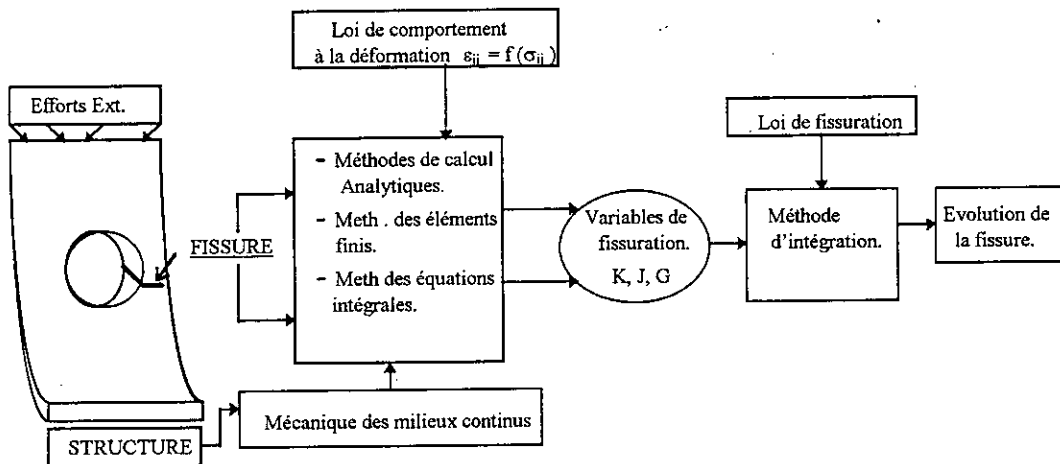 Loi de comportement
à la déformation εij = f(σij)
Efforts Ext.
Loi de fissuration
- Méthodes de calcul
Analytiques.
- Meth . des éléments
finis.
- Meth des équations
intégrales.
FISSURE
Variables de
fissuration.
K, J, G
Méthode
d'intégration.
Evolution de
la fissure.
Mécanique des milieux continus
STRUCTURE